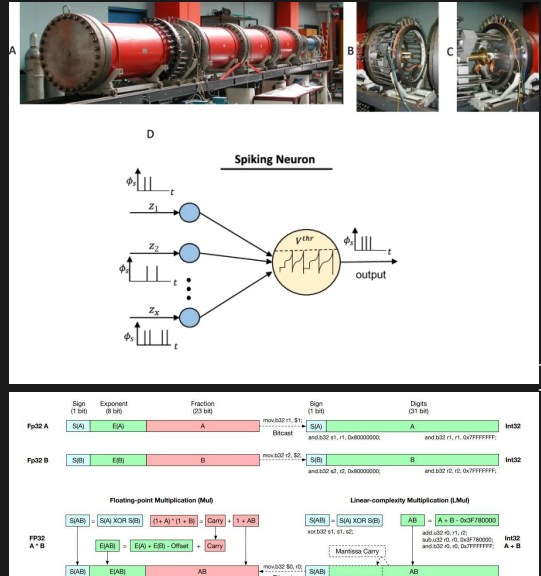 A
B
C
D
Spiking Neuron
ϕs
t
z1
z2
ϕs
t
zx
ϕs
t
Vthr
ϕs
t
output
Sign
(1 bit)
Exponent
(8 bit)
Fraction
(23 bit)
Sign
(1 bit)
Digits
(31 bit)
Fp32 A
S(A)
E(A)
A
mov.b32 r1, $1;
Bitcast
S(A)
A
Int32
and.b32 s1, r1, 0x80000000;
and.b32 r1, r1, 0x7FFFFFFF;
Fp32 B
S(B)
E(B)
B
mov.b32 r2, $2;
S(B)
B
Int32
and.b32 s2, r2, 0x80000000;
and.b32 r2, r2, 0x7FFFFFFF;
Floating-point Multiplication (Mul)
Linear-complexity Multiplication (LMul)
S(AB) = S(A) XOR S(B)
(1+ A) * (1 + B) = Carry + 1 + AB
S(AB) = S(A) XOR S(B)
AB = A + B - 0x3F780000
xor.b32 s1, s1, s2;
add.u32 r0, r1, r2;
sub.u32 r0, r0, 0x3F780000;
and.b32 r0, r0, 0x7FFFFFFF;
FP32
A * B
E(AB) = E(A) + E(B) - Offset + Carry
Int32
A + B
Mantissa Carry
S(AB)
E(AB)
AB
mov.b32 $0, r0;
S(AB)
AB